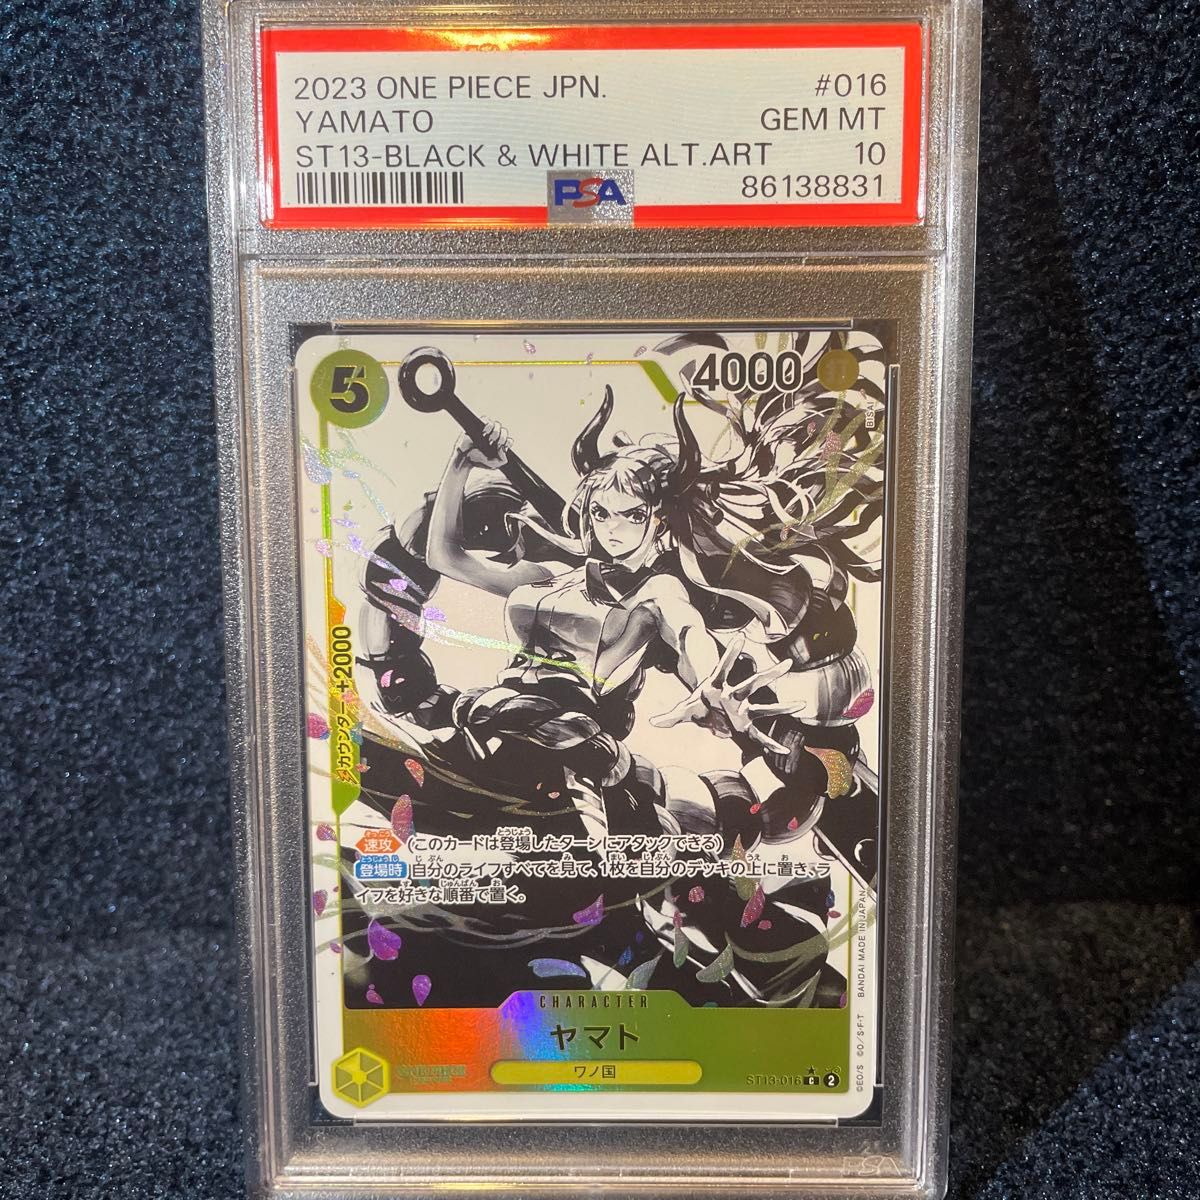 2023 ONE PIECE JPN. #016
YAMATO GEM MT
ST13-BLACK & WHITE ALT.ART 10
PSA 86138831
5
4000
BISAI
カウンター+2000
速攻 (このカードは登場したターンにアタックできる)
登場時 自分のライフすべてを見て、1枚を自分のデッキの上に置き、ラ
イフを好きな順番で置く。
CHARACTER
ヤマト
ワノ国
ST13-016 C 2
©E.O/S ©O/S・F・T BANDAI MADE IN JAPAN
PSA